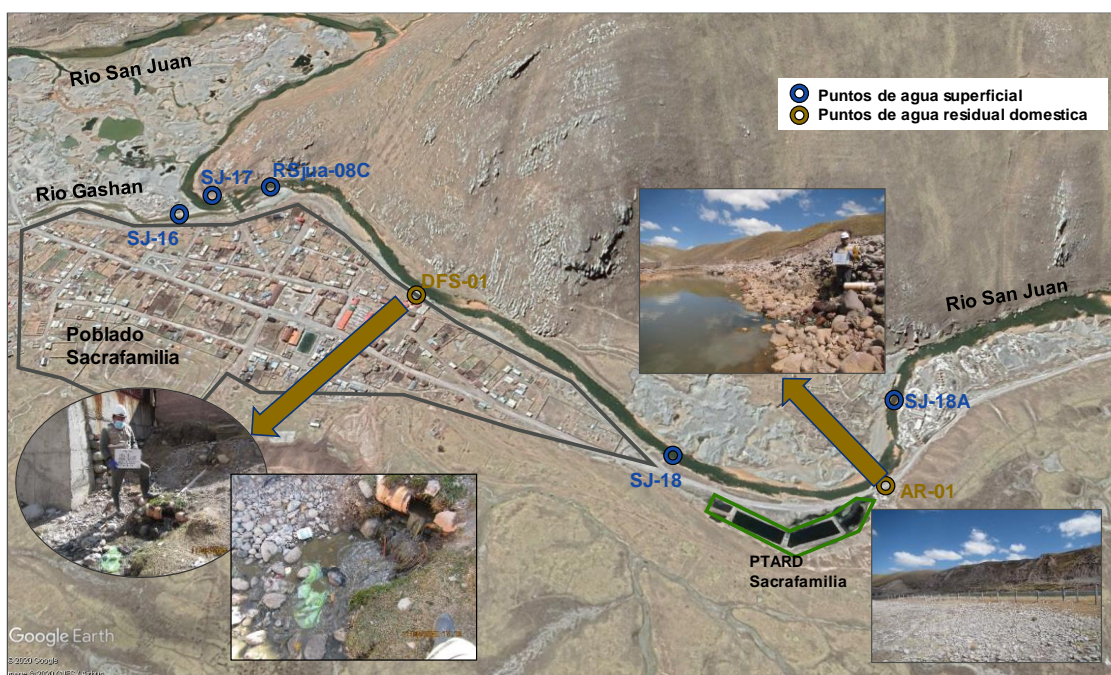 Rio San Juan
Puntos de agua superficial
Puntos de agua residual domestica
SJ-17
RSjua-08C
Rio Gashan
SJ-16
DFS-01
Rio San Juan
Poblado
Sacrafamilia
SJ-18A
SJ-18
AR-01
PTARD
Sacrafamilia
Google Earth
© 2020 Google